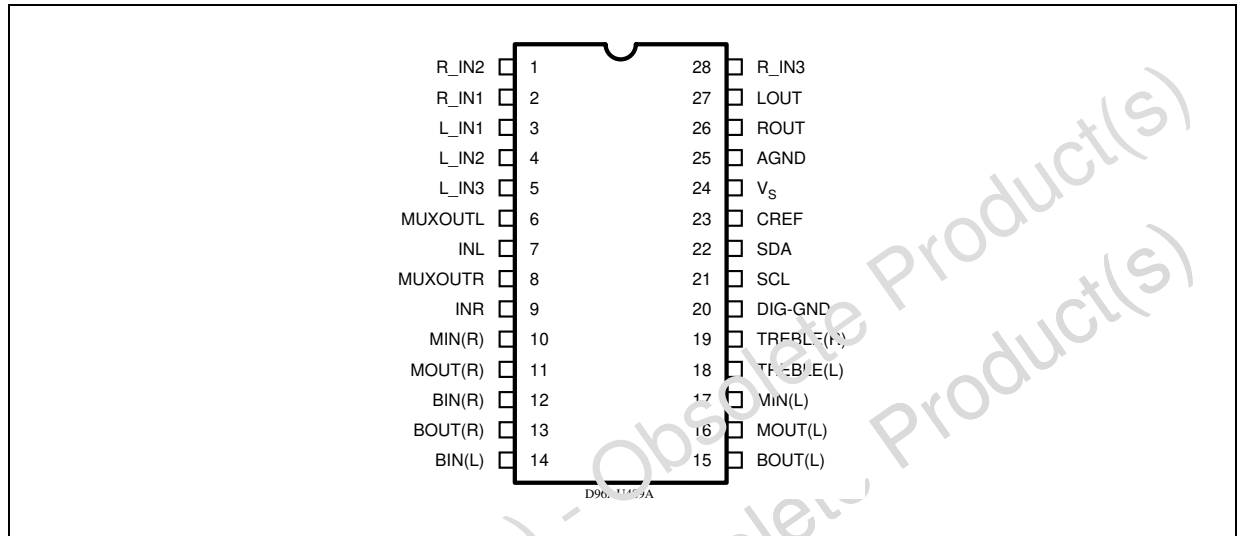 R_IN2 1 28 R_IN3
R_IN1 2 27 LOUT
L_IN1 3 26 ROUT
L_IN2 4 25 AGND
L_IN3 5 24 VS
MUXOUTL 6 23 CREF
INL 7 22 SDA
MUXOUTR 8 21 SCL
INR 9 20 DIG-GND
MIN(R) 10 19 TREBLE(R)
MOUT(R) 11 18 TREBLE(L)
BIN(R) 12 17 MIN(L)
BOUT(R) 13 16 MOUT(L)
BIN(L) 14 15 BOUT(L)
- Obsolete Product(s)
Product(s)